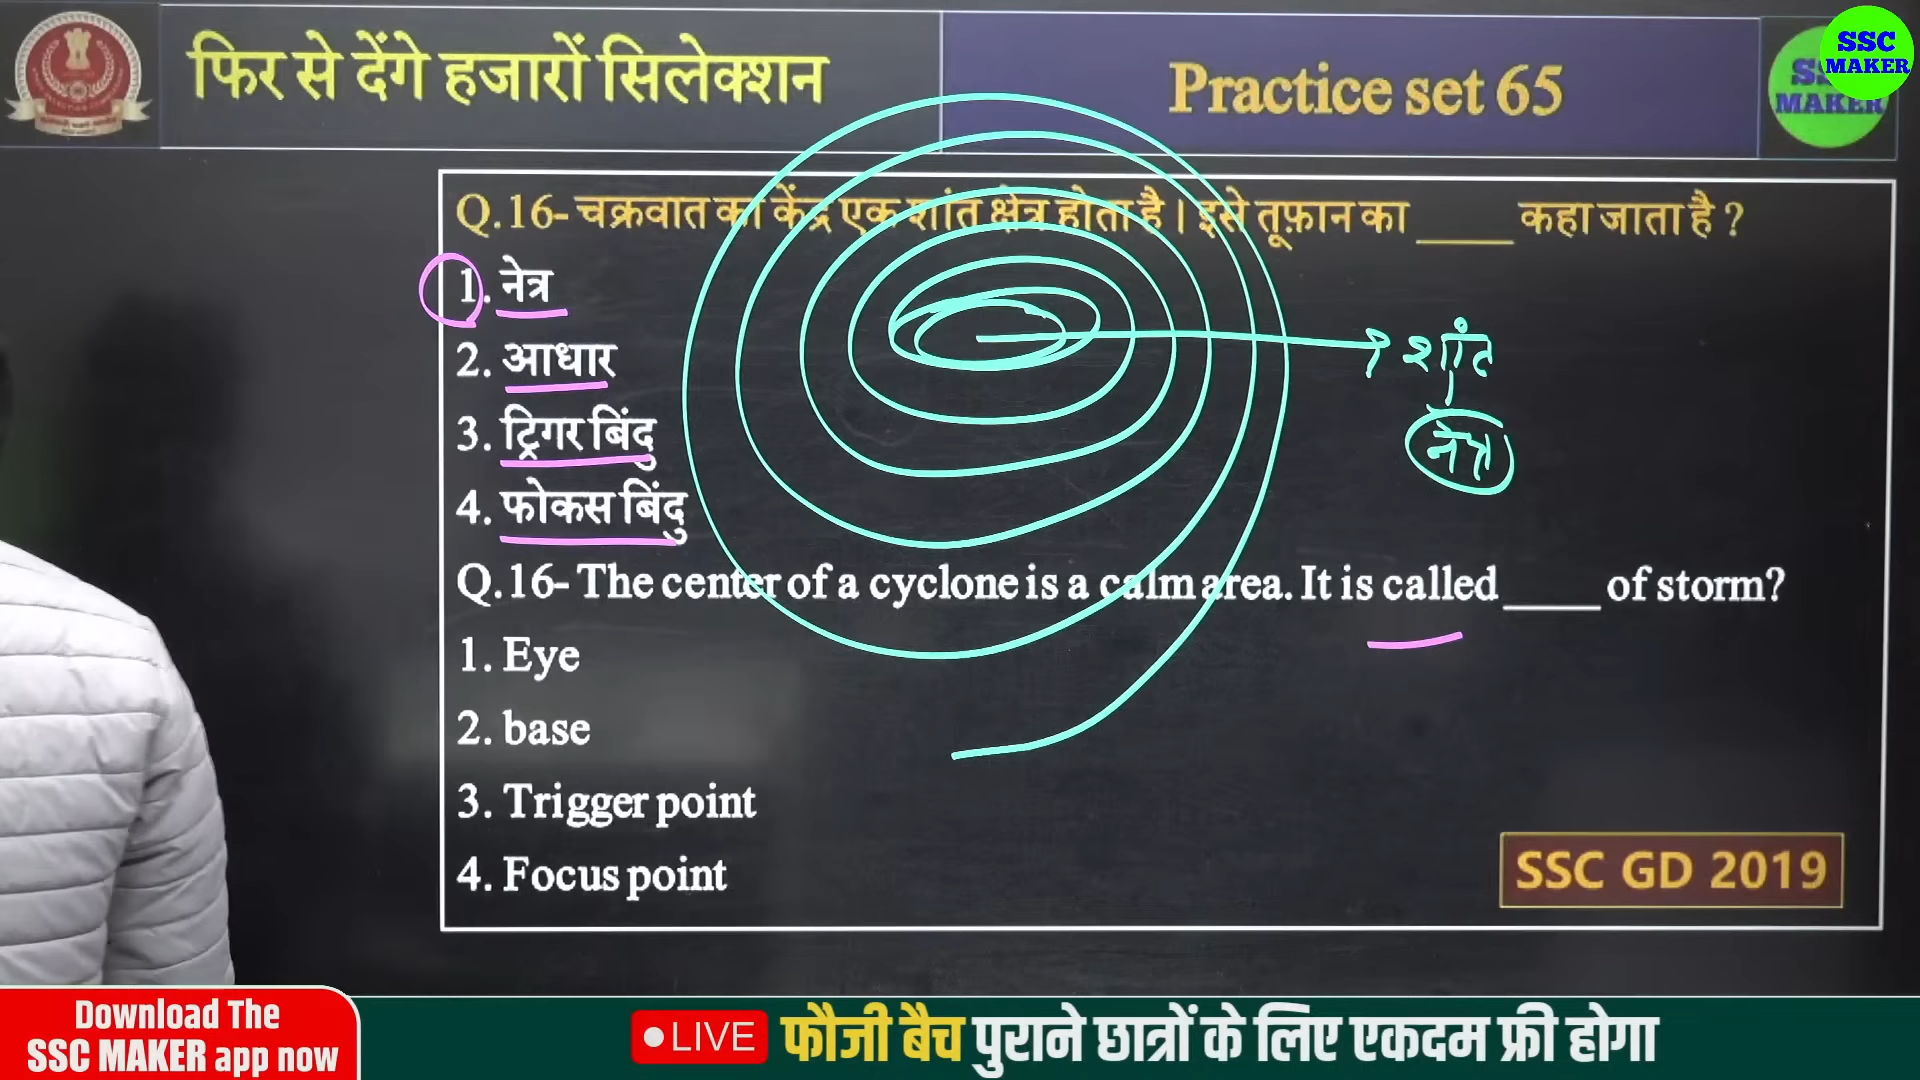 फिर से देंगे हजारों सिलेक्शन
Practice set 65
SSC
MAKER
Q.16- चक्रवात का केंद्र एक शांत क्षेत्र होता है। इसे तूफ़ान का ____ कहा जाता है ?
1. नेत्र
2. आधार
3. ट्रिगर बिंदु
4. फोकस बिंदु
शांत
नेत्र
Q.16- The center of a cyclone is a calm area. It is called ____ of storm?
1. Eye
2. base
3. Trigger point
4. Focus point
SSC GD 2019
Download The
SSC MAKER app now
LIVE फौजी बैच पुराने छात्रों के लिए एकदम फ्री होगा